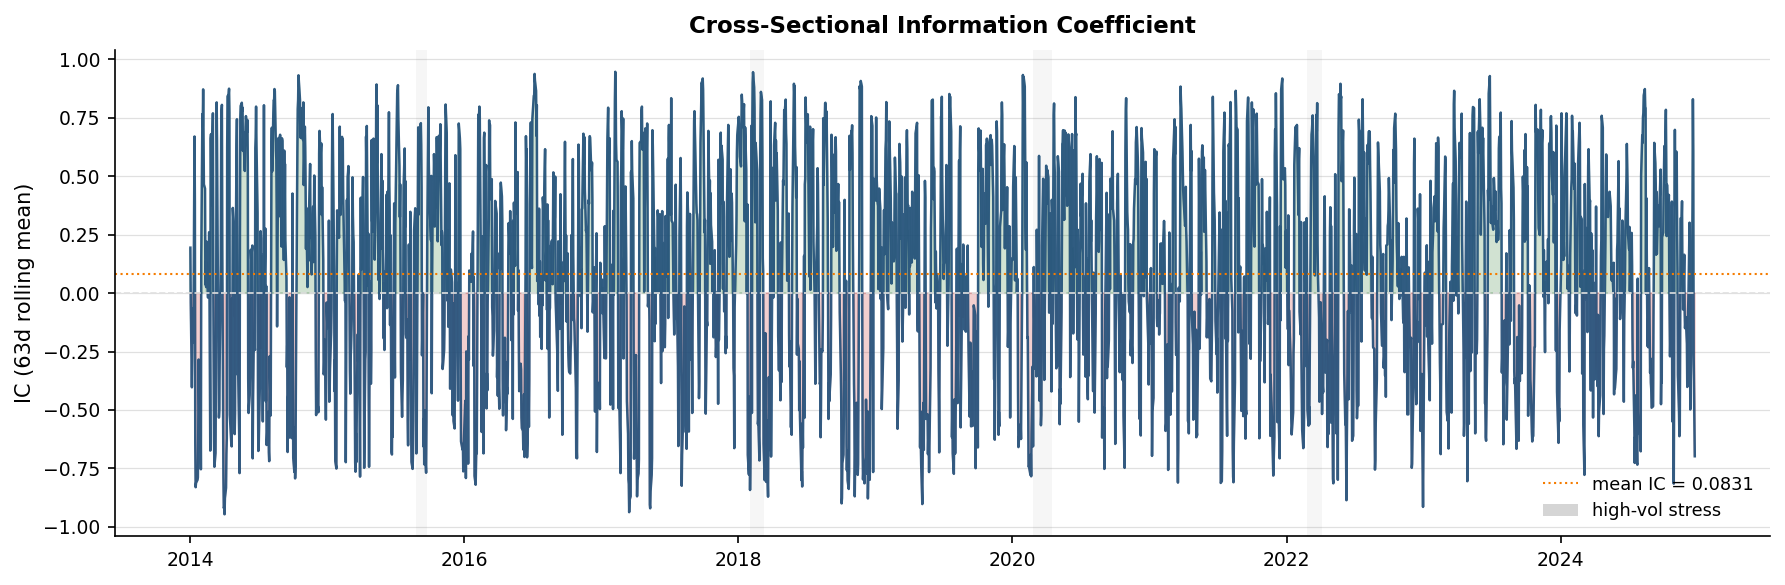 Cross-Sectional Information Coefficient
IC (63d rolling mean)
1.00
0.75
0.50
0.25
0.00
−0.25
−0.50
−0.75
−1.00
mean IC = 0.0831
high-vol stress
2014 2016 2018 2020 2022 2024